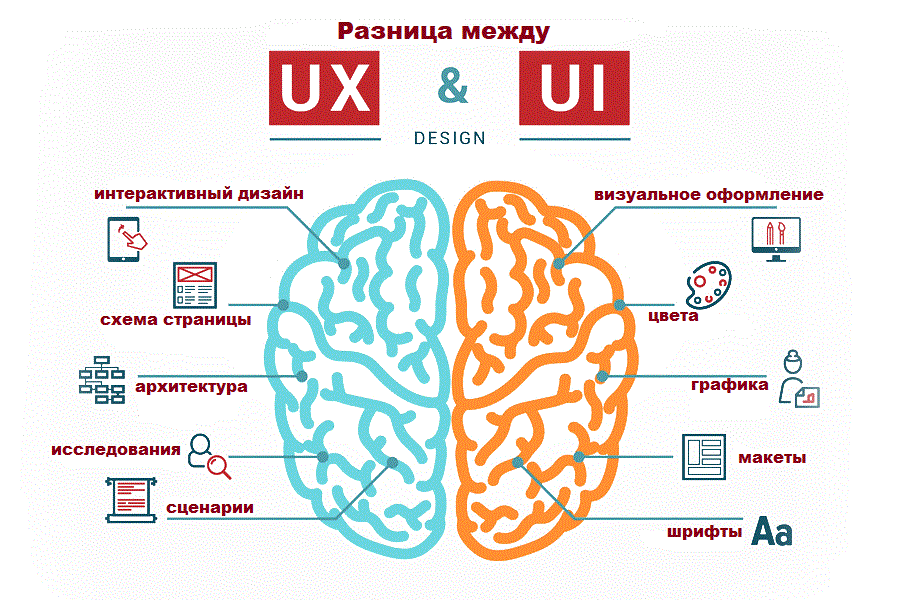 Разница между
UX & UI
DESIGN
интерактивный дизайн
визуальное оформление
схема страницы
цвета
архитектура
графика
исследования
макеты
сценарии
шрифты Aa